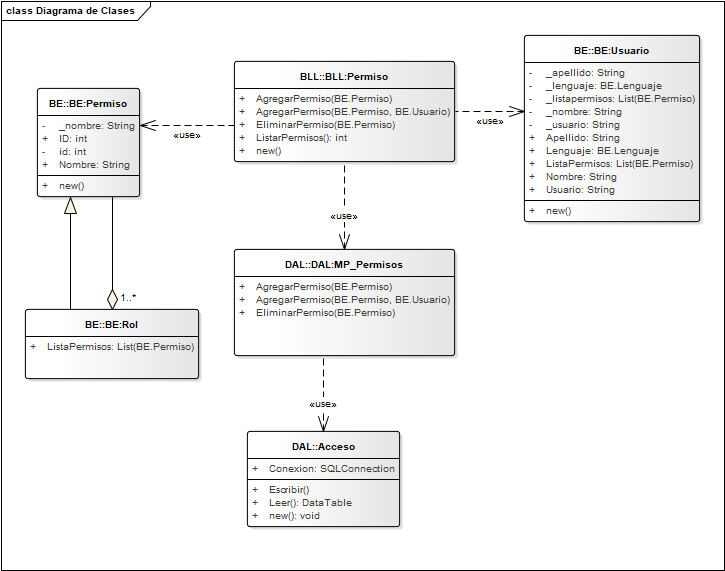 class Diagrama de Clases
BE::BE:Permiso
- _nombre: String
+ ID: int
- id: int
+ Nombre: String
+ new()
BLL::BLL:Permiso
+ AgregarPermiso(BE.Permiso)
+ AgregarPermiso(BE.Permiso, BE.Usuario)
+ EliminarPermiso(BE.Permiso)
+ ListarPermisos(): int
+ new()
BE::BE:Usuario
- _apellido: String
- _lenguaje: BE.Lenguaje
- _listapermisos: List(BE.Permiso)
- _nombre: String
- _usuario: String
+ Apellido: String
+ Lenguaje: BE.Lenguaje
+ ListaPermisos: List(BE.Permiso)
+ Nombre: String
+ Usuario: String
+ new()
«use»
«use»
«use»
DAL::DAL:MP_Permisos
+ AgregarPermiso(BE.Permiso)
+ AgregarPermiso(BE.Permiso, BE.Usuario)
+ EliminarPermiso(BE.Permiso)
1..*
BE::BE:Rol
+ ListaPermisos: List(BE.Permiso)
«use»
DAL::Acceso
+ Conexion: SQLConnection
+ Escribir()
+ Leer(): DataTable
+ new(): void